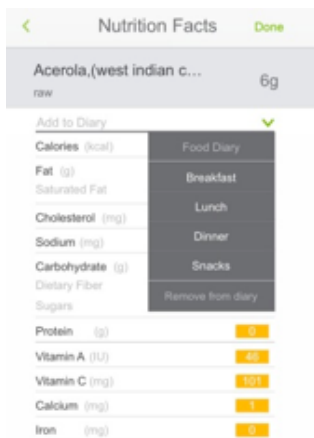 Nutrition Facts Done
Acerola,(west indian c... 6g
raw
Add to Diary
Calories (kcal) Food Diary
Fat (g) Breakfast
Saturated Fat
Lunch
Cholesterol (mg)
Sodium (mg) Dinner
Carbohydrate (g) Snacks
Dietary Fiber
Sugars Remove from diary
Protein (g) 0
Vitamin A (IU) 46
Vitamin C (mg) 101
Calcium (mg) 1
Iron (mg) 0